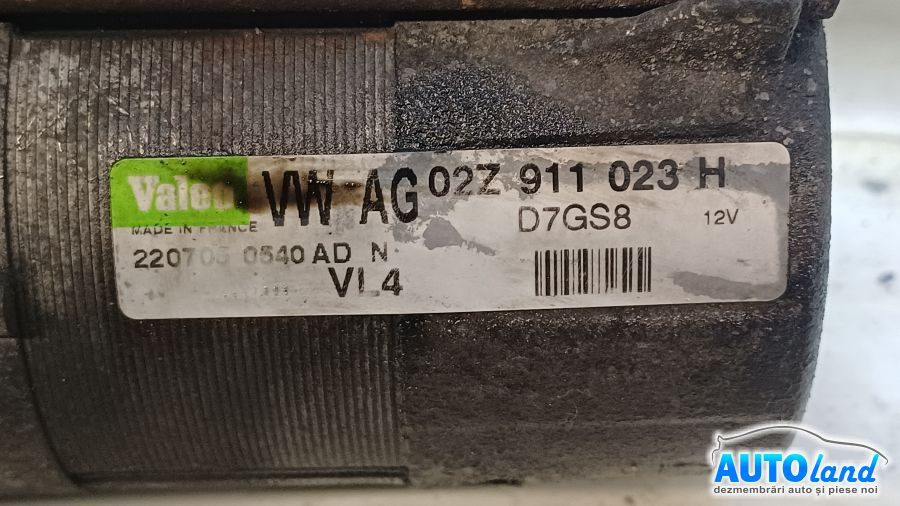 Valeo VW AG 02Z 911 023 H
MADE IN FRANCE D7GS8 12V
AD N
VL4
AUTOland
dezmembrări auto și piese noi